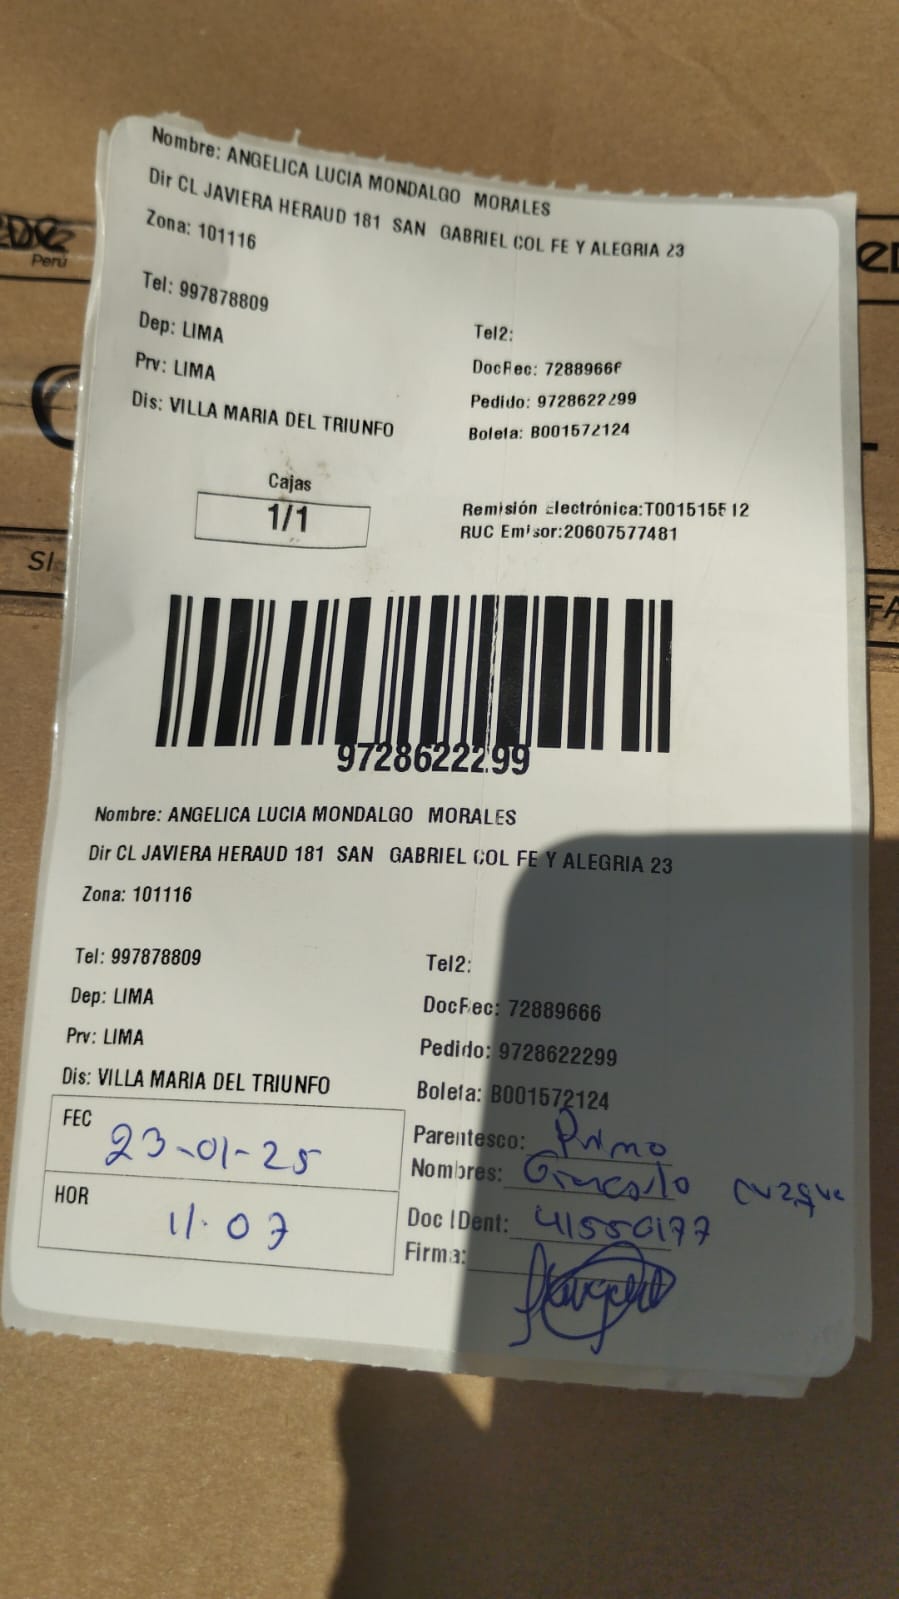 Nombre: ANGELICA LUCIA MONDALGO MORALES
Dir CL JAVIERA HERAUD 181 SAN GABRIEL COL FE Y ALEGRIA 23
Zona: 101116
Tel: 997878809
Tel2:
Dep: LIMA
DocRec: 72889666
Prv: LIMA
Pedido: 9728622299
Dis: VILLA MARIA DEL TRIUNFO
Boleta: B001572124
Cajas
1/1
Remisión Electrónica:T001515512
RUC Emisor:20607577481
9728622299
Nombre: ANGELICA LUCIA MONDALGO MORALES
Dir CL JAVIERA HERAUD 181 SAN GABRIEL COL FE Y ALEGRIA 23
Zona: 101116
Tel: 997878809
Tel2:
Dep: LIMA
DocRec: 72889666
Prv: LIMA
Pedido: 9728622299
Dis: VILLA MARIA DEL TRIUNFO
Boleta: B001572124
FEC 23-01-25
Parentesco: Primo
Nombres:
HOR 11:07
Doc IDent:
Firma:
Perú